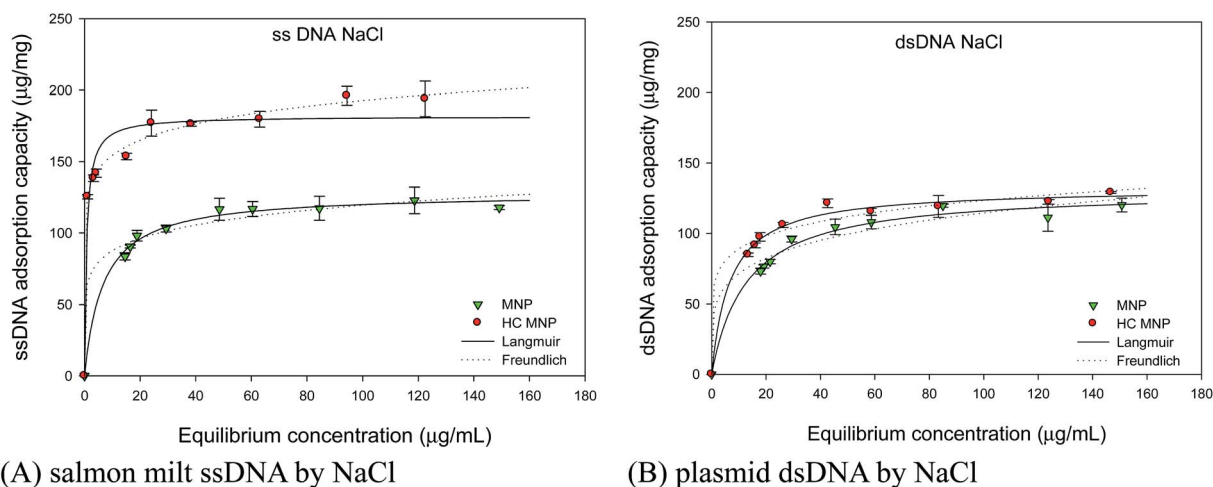 ss DNA NaCl
ssDNA adsorption capacity (µg/mg)
250
200
150
100
50
0
MNP
HC MNP
Langmuir
Freundlich
0 20 40 60 80 100 120 140 160 180
Equilibrium concentration (µg/mL)
(A) salmon milt ssDNA by NaCl
dsDNA NaCl
dsDNA adsorption capacity (µg/mg)
250
200
150
100
50
0
MNP
HC MNP
Langmuir
Freundlich
0 20 40 60 80 100 120 140 160 180
Equilibrium concentration (µg/mL)
(B) plasmid dsDNA by NaCl